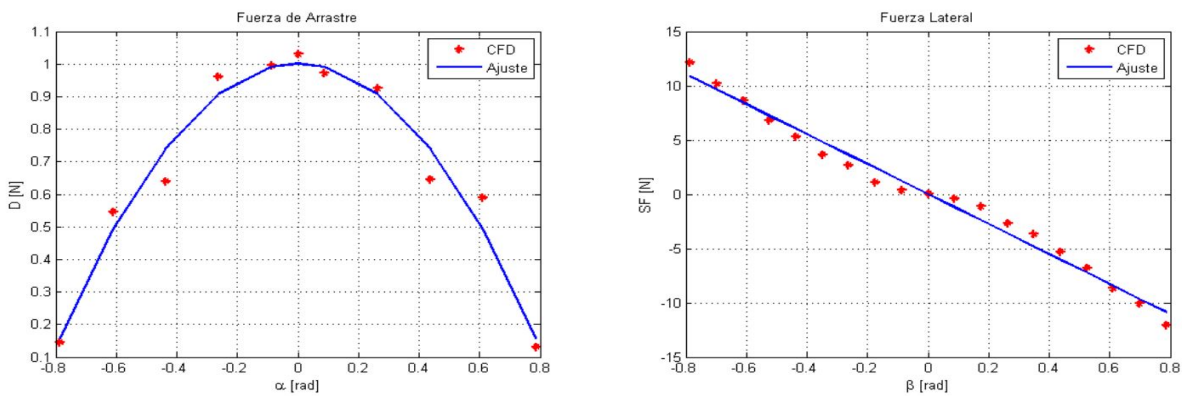 Fuerza de Arrastre
1.1
1
0.9
0.8
0.7
0.6
0.5
0.4
0.3
0.2
0.1
D [N]
-0.8 -0.6 -0.4 -0.2 0 0.2 0.4 0.6 0.8
α [rad]
CFD
Ajuste
Fuerza Lateral
15
10
5
0
-5
-10
-15
SF [N]
-0.8 -0.6 -0.4 -0.2 0 0.2 0.4 0.6 0.8
β [rad]
CFD
Ajuste